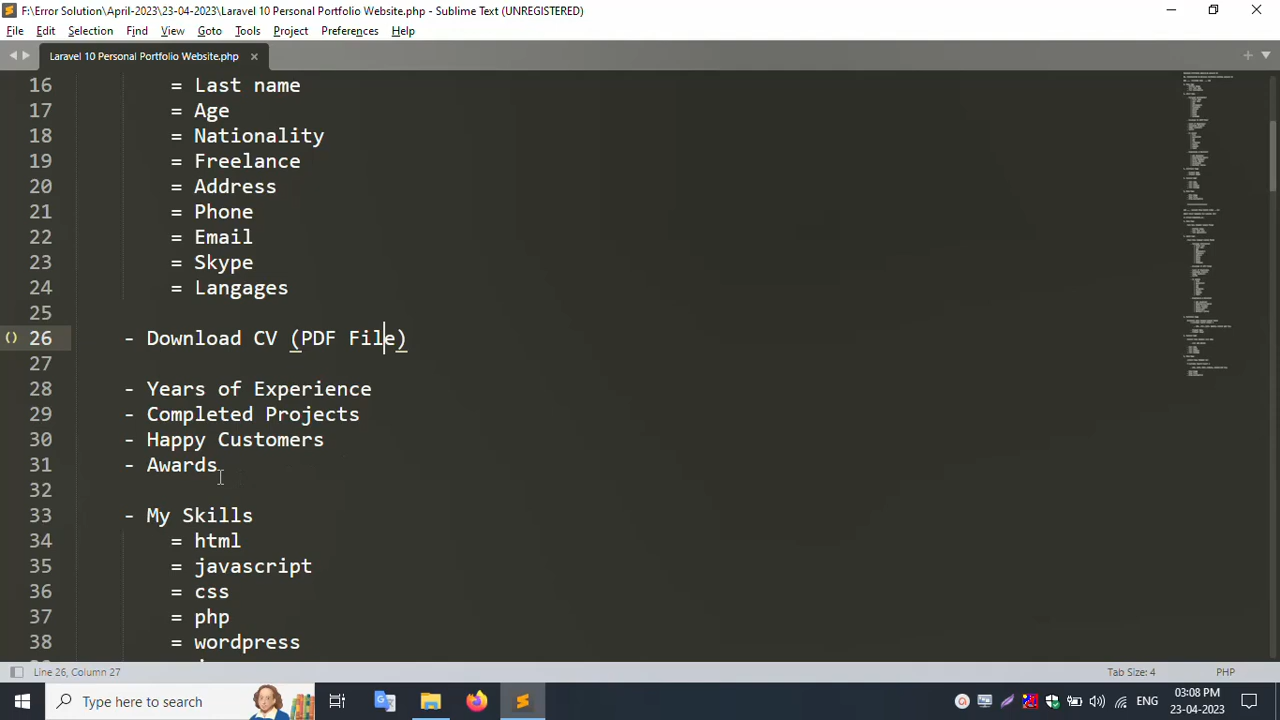 F:\Error Solution\April-2023\23-04-2023\Laravel 10 Personal Portfolio Website.php - Sublime Text (UNREGISTERED)
File Edit Selection Find View Goto Tools Project Preferences Help
Laravel 10 Personal Portfolio Website.php
16 = Last name
17 = Age
18 = Nationality
19 = Freelance
20 = Address
21 = Phone
22 = Email
23 = Skype
24 = Langages
25
26 - Download CV (PDF File)
27
28 - Years of Experience
29 - Completed Projects
30 - Happy Customers
31 - Awards
32
33 - My Skills
34 = html
35 = javascript
36 = css
37 = php
38 = wordpress
Line 26, Column 27 Tab Size: 4 PHP
Type here to search ENG 03:08 PM
23-04-2023